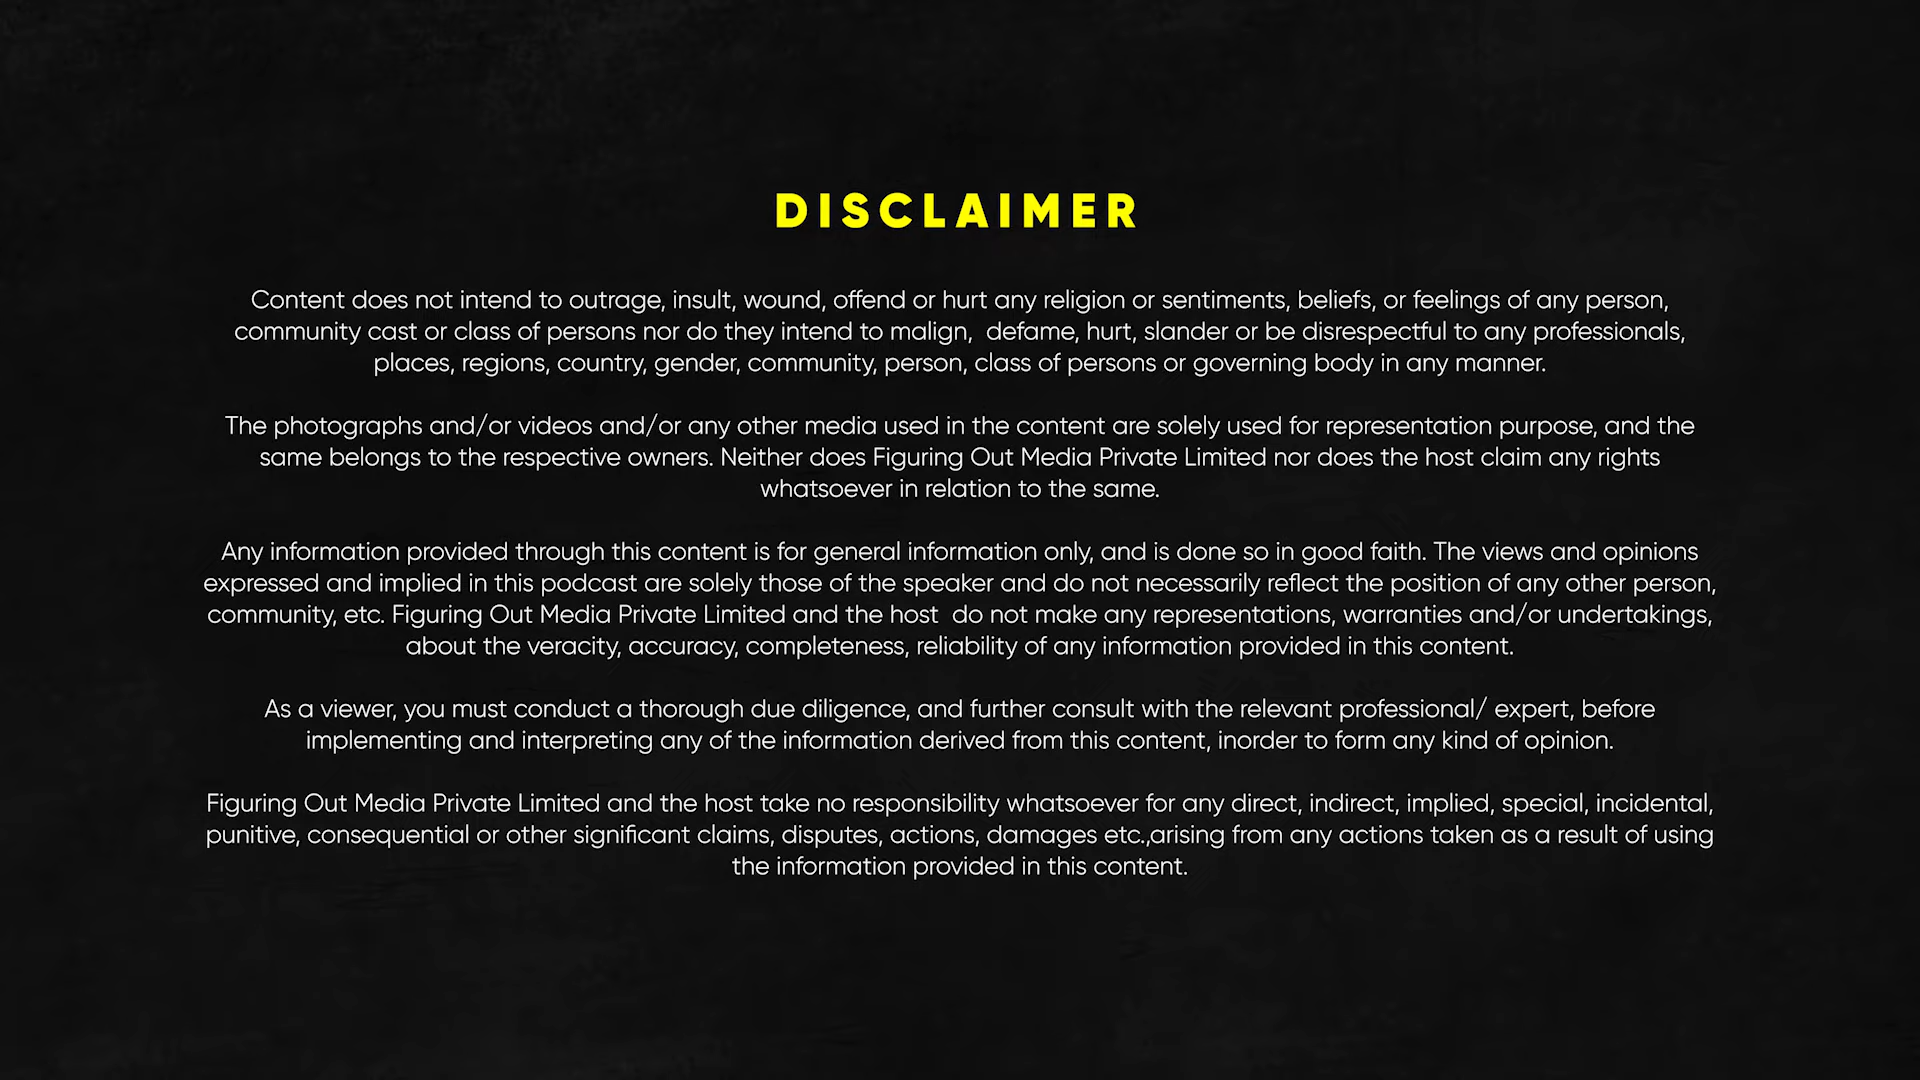 DISCLAIMER
Content does not intend to outrage, insult, wound, offend or hurt any religion or sentiments, beliefs, or feelings of any person,
community cast or class of persons nor do they intend to malign,  defame, hurt, slander or be disrespectful to any professionals,
places, regions, country, gender, community, person, class of persons or governing body in any manner.
The photographs and/or videos and/or any other media used in the content are solely used for representation purpose, and the
same belongs to the respective owners. Neither does Figuring Out Media Private Limited nor does the host claim any rights
whatsoever in relation to the same.
Any information provided through this content is for general information only, and is done so in good faith. The views and opinions
expressed and implied in this podcast are solely those of the speaker and do not necessarily reflect the position of any other person,
community, etc. Figuring Out Media Private Limited and the host  do not make any representations, warranties and/or undertakings,
about the veracity, accuracy, completeness, reliability of any information provided in this content.
As a viewer, you must conduct a thorough due diligence, and further consult with the relevant professional/ expert, before
implementing and interpreting any of the information derived from this content, inorder to form any kind of opinion.
Figuring Out Media Private Limited and the host take no responsibility whatsoever for any direct, indirect, implied, special, incidental,
punitive, consequential or other significant claims, disputes, actions, damages etc.,arising from any actions taken as a result of using
the information provided in this content.